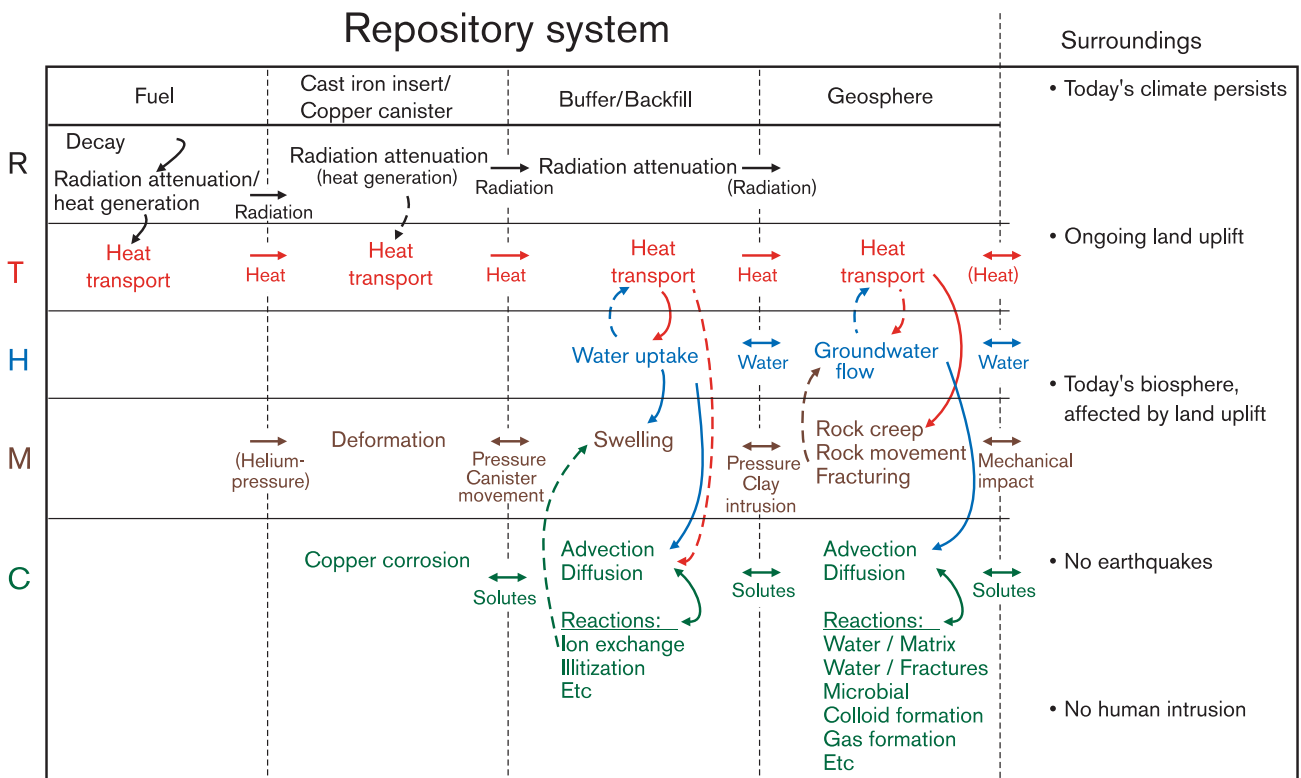 Repository system
Surroundings
Fuel
Cast iron insert/
Copper canister
Buffer/Backfill
Geosphere
• Today's climate persists
R
Decay
Radiation attenuation/
heat generation
Radiation
Radiation attenuation
(heat generation)
Radiation
Radiation attenuation
(Radiation)
T
Heat
transport
Heat
Heat
transport
Heat
Heat
transport
Heat
Heat
transport
(Heat)
• Ongoing land uplift
H
Water uptake
Water
Groundwater
flow
Water
• Today's biosphere,
affected by land uplift
M
(Helium-
pressure)
Deformation
Pressure
Canister
movement
Swelling
Pressure
Clay
intrusion
Rock creep
Rock movement
Fracturing
Mechanical
impact
C
Copper corrosion
Solutes
Advection
Diffusion
Reactions:
Ion exchange
Illitization
Etc
Solutes
Advection
Diffusion
Reactions:
Water / Matrix
Water / Fractures
Microbial
Colloid formation
Gas formation
Etc
Solutes
• No earthquakes
• No human intrusion